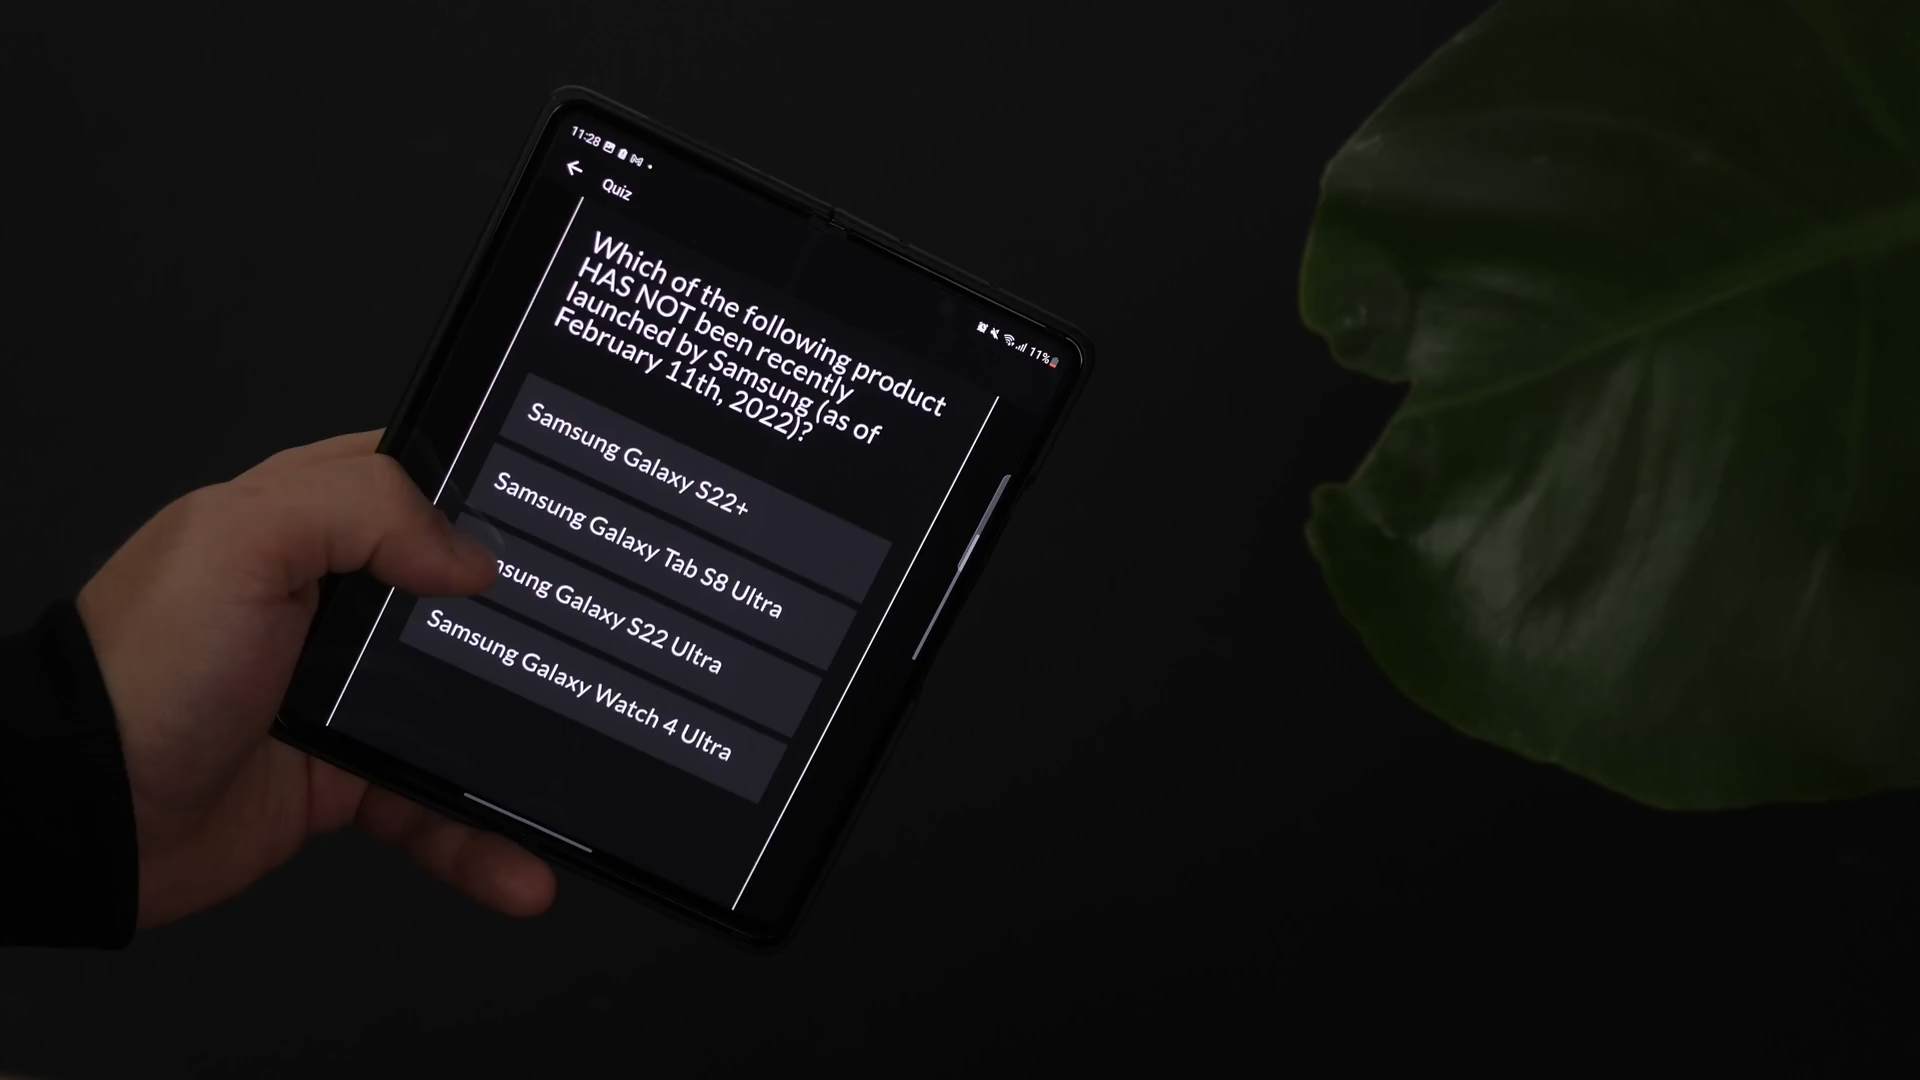 11:28
Quiz
11%
Which of the following product
HAS NOT been recently
launched by Samsung (as of
February 11th, 2022)?
Samsung Galaxy S22+
Samsung Galaxy Tab S8 Ultra
Galaxy S22 Ultra
Samsung Galaxy Watch 4 Ultra